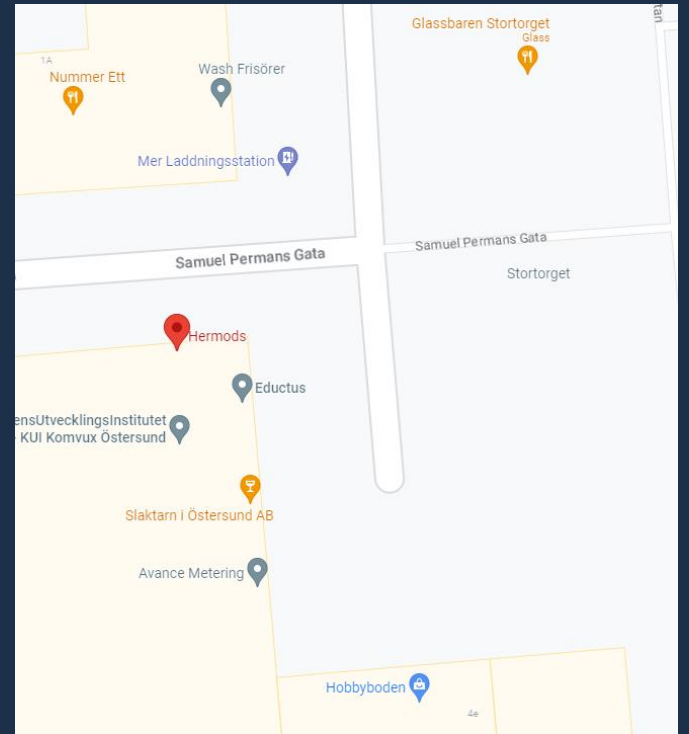 Glassbaren Stortorget
Glass
1A
Nummer Ett
Wash Frisörer
Mer Laddningsstation
Samuel Permans Gata
Samuel Permans Gata
Stortorget
Hermods
Eductus
ensUtvecklingsInstitutet
KUI Komvux Östersund
Slaktarn i Östersund AB
Avance Metering
Hobbyboden
4e